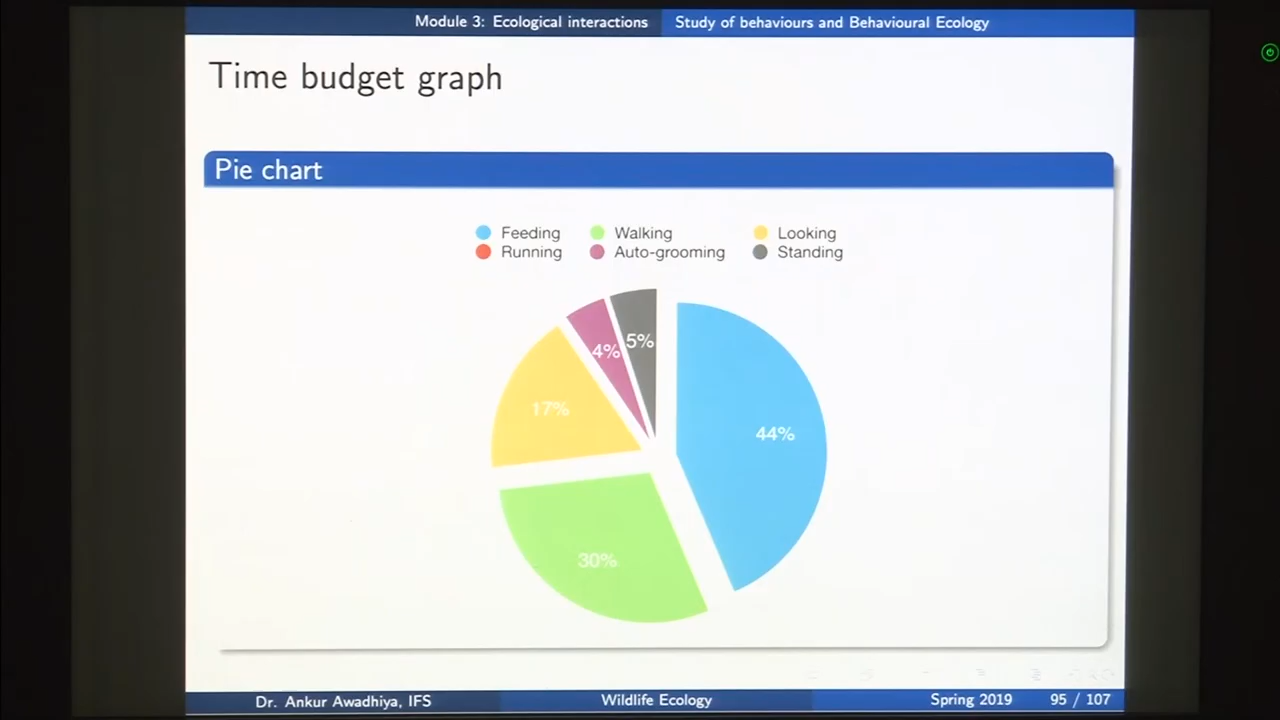 Module 3: Ecological interactions Study of behaviours and Behavioural Ecology
Time budget graph
Pie chart
Feeding Walking Looking
Running Auto-grooming Standing
5%
4%
17%
44%
30%
Dr. Ankur Awadhiya, IFS Wildlife Ecology Spring 2019 95 / 107